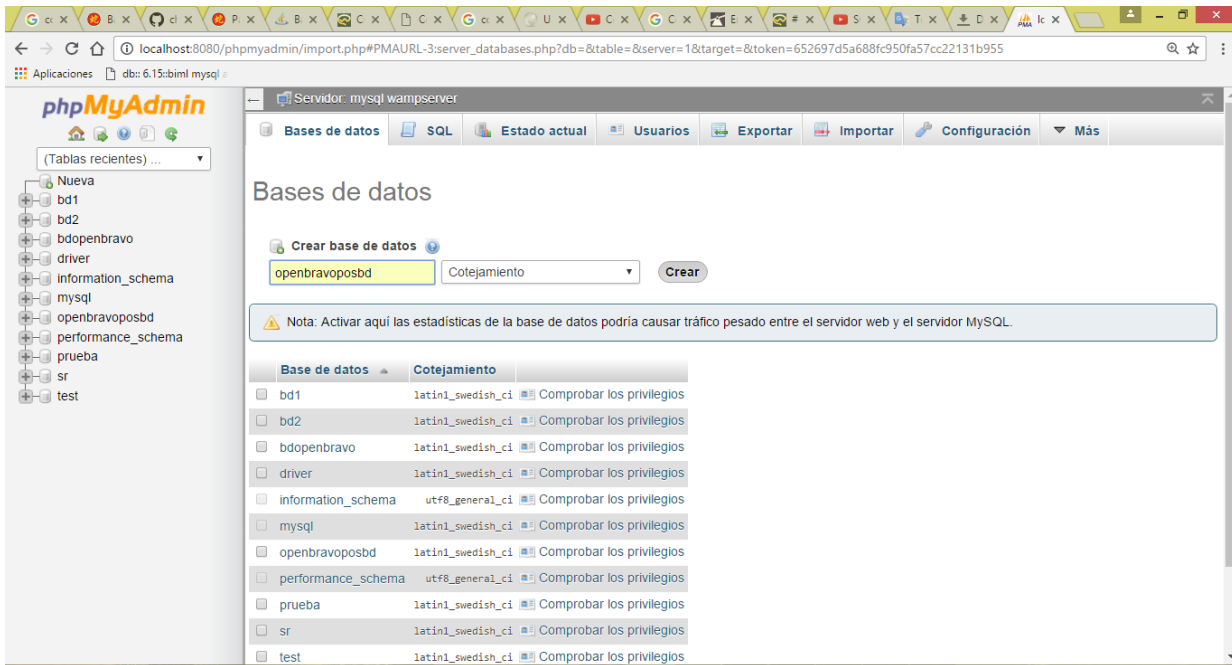 localhost:8080/phpmyadmin/import.php#PMAURL-3:server_databases.php?db=&table=&server=1&target=&token=652697d5a688fc950fa57cc22131b955
Aplicaciones db:: 6.15::biml mysql
phpMyAdmin
(Tablas recientes) ...
Nueva
bd1
bd2
bdopenbravo
driver
information_schema
mysql
openbravoposbd
performance_schema
prueba
sr
test
Servidor: mysql wampserver
Bases de datos SQL Estado actual Usuarios Exportar Importar Configuración Más
Bases de datos
Crear base de datos
openbravoposbd Cotejamiento Crear
Nota: Activar aquí las estadísticas de la base de datos podría causar tráfico pesado entre el servidor web y el servidor MySQL.
Base de datos Cotejamiento
bd1 latin1_swedish_ci Comprobar los privilegios
bd2 latin1_swedish_ci Comprobar los privilegios
bdopenbravo latin1_swedish_ci Comprobar los privilegios
driver latin1_swedish_ci Comprobar los privilegios
information_schema utf8_general_ci Comprobar los privilegios
mysql latin1_swedish_ci Comprobar los privilegios
openbravoposbd latin1_swedish_ci Comprobar los privilegios
performance_schema utf8_general_ci Comprobar los privilegios
prueba latin1_swedish_ci Comprobar los privilegios
sr latin1_swedish_ci Comprobar los privilegios
test latin1_swedish_ci Comprobar los privilegios